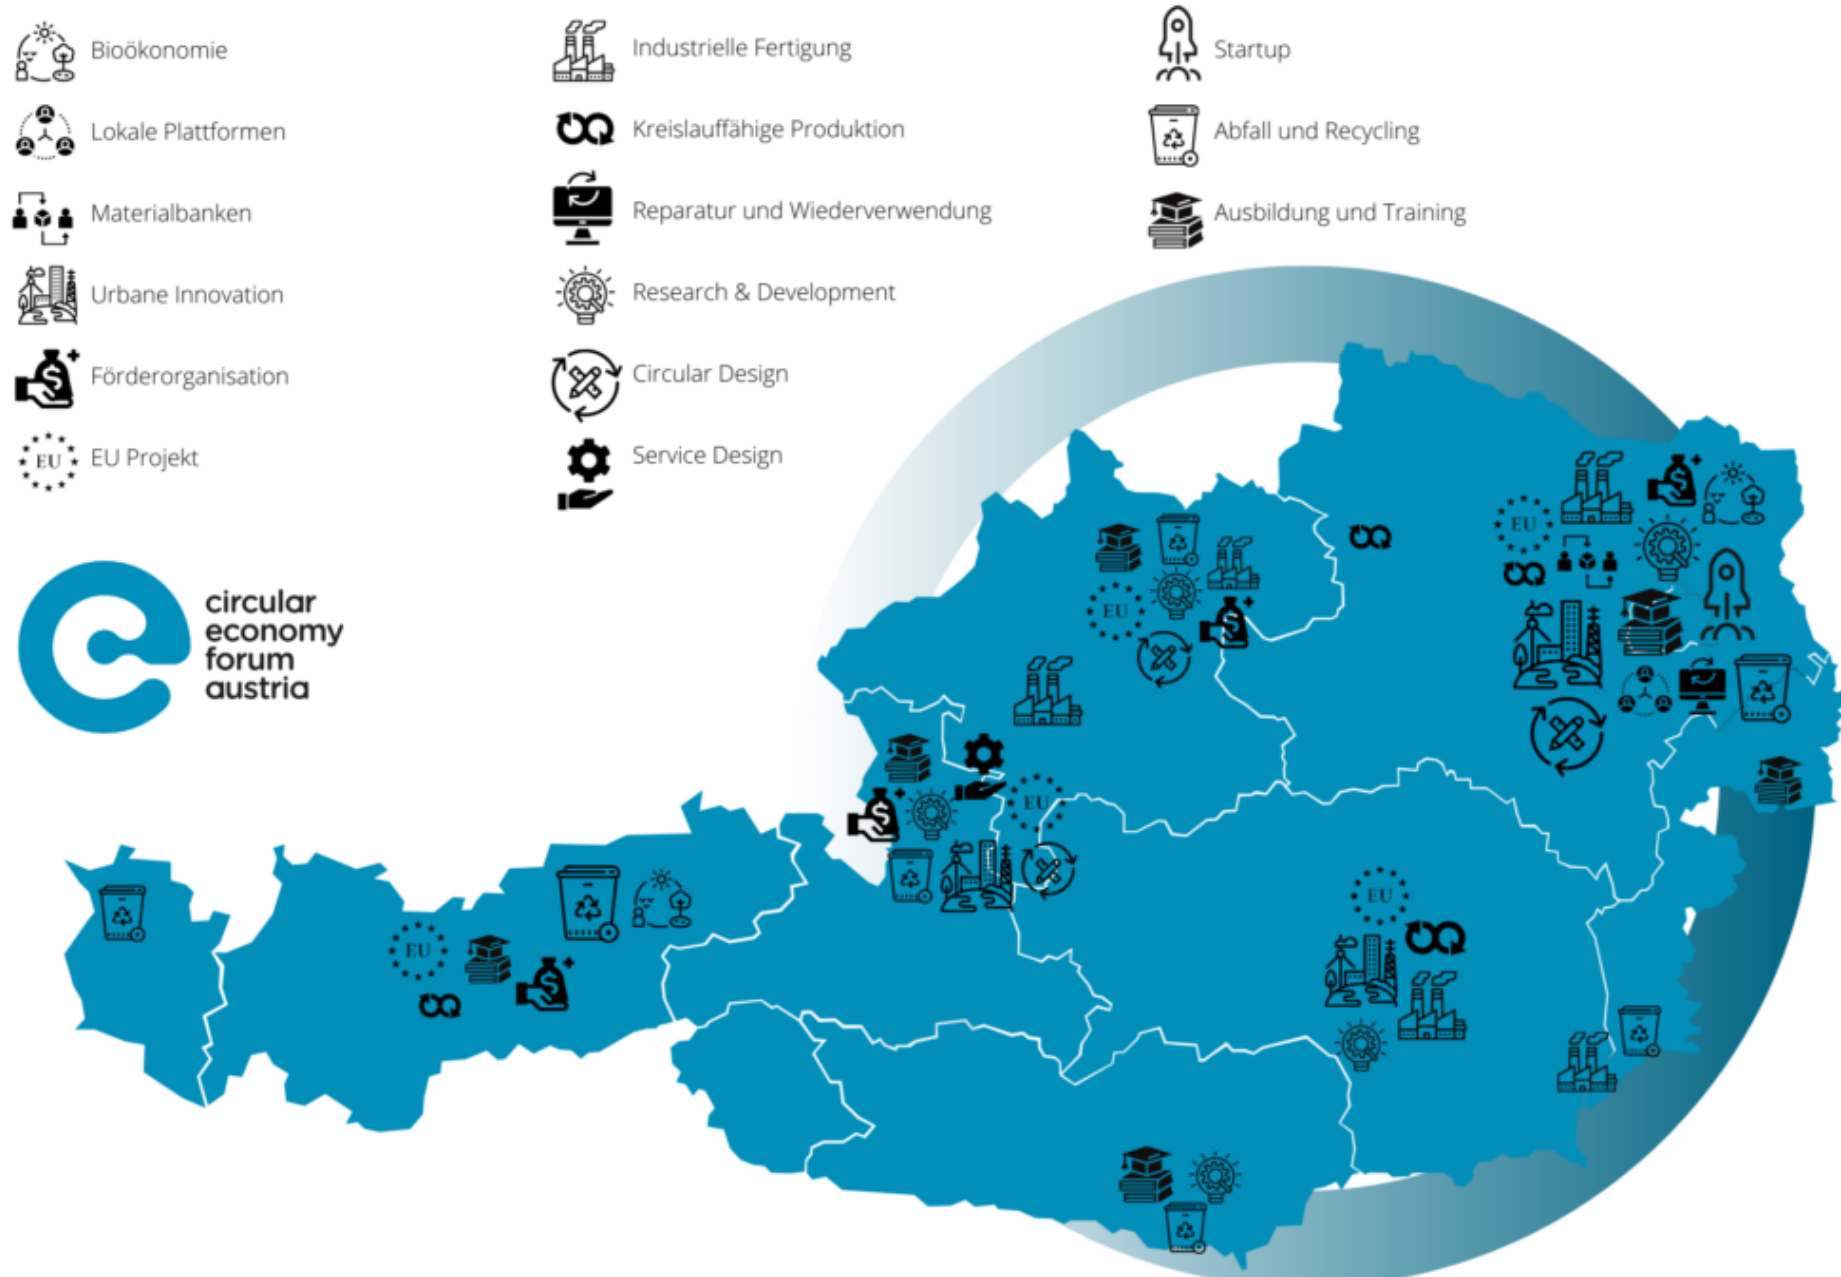 Bioökonomie
Lokale Plattformen
Materialbanken
Urbane Innovation
Förderorganisation
EU
EU Projekt
Industrielle Fertigung
Kreislauffähige Produktion
Reparatur und Wiederverwendung
Research & Development
Circular Design
Service Design
Startup
Abfall und Recycling
Ausbildung und Training
circular
economy
forum
austria
EU
EU
EU
EU
EU